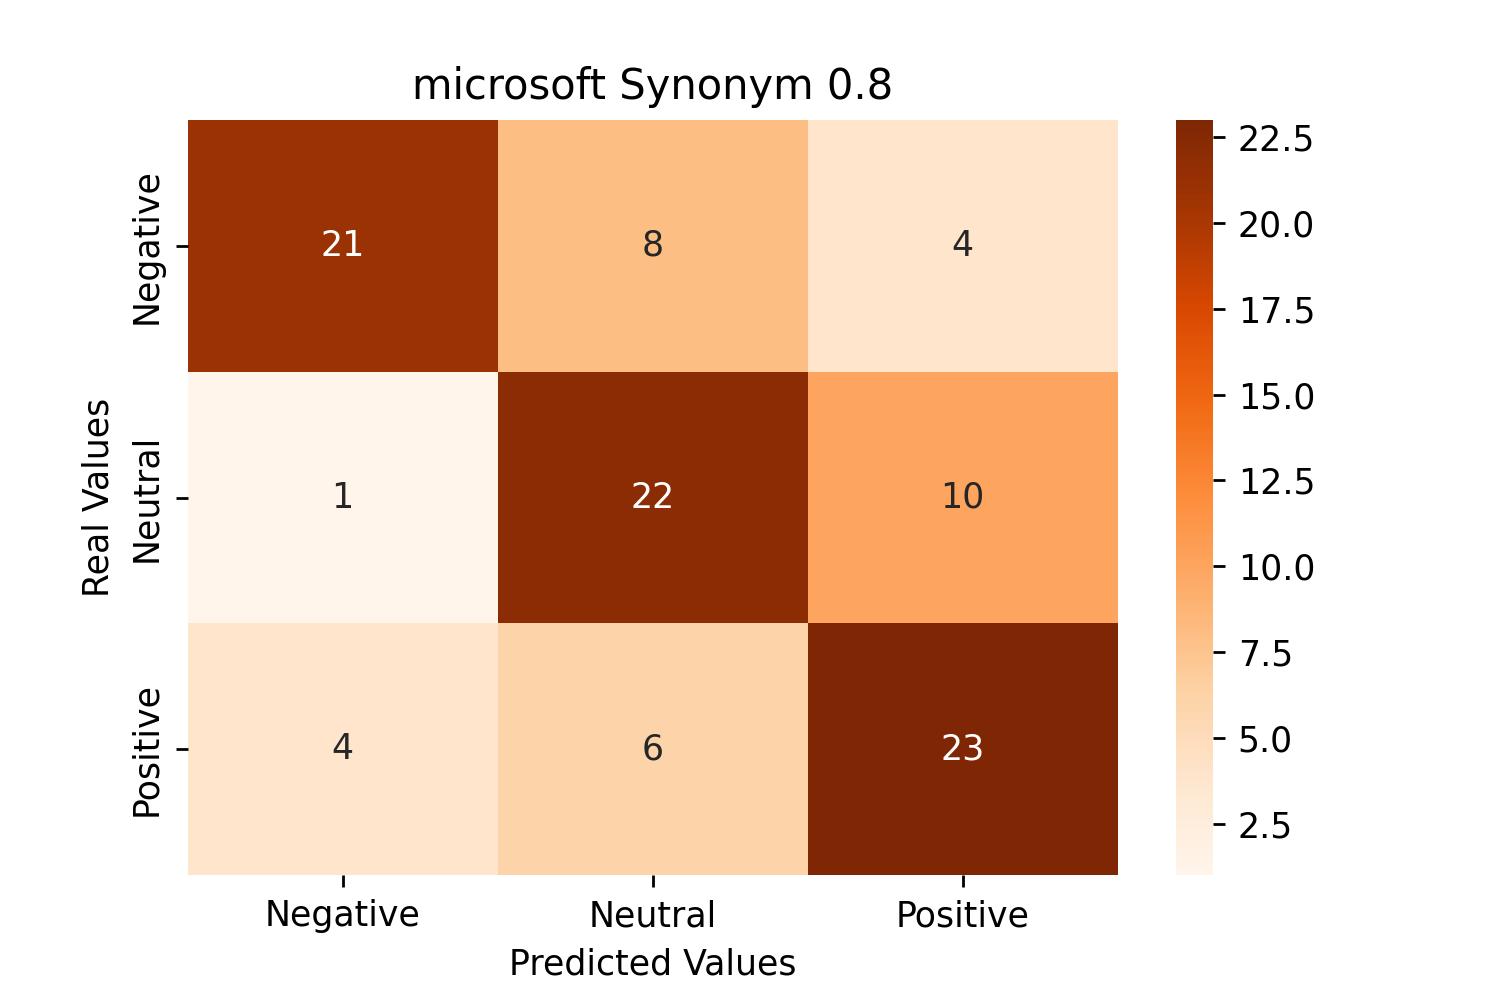 microsoft Synonym 0.8
Real Values
Negative
21 8 4
Neutral
1 22 10
Positive
4 6 23
Negative Neutral Positive
Predicted Values
22.5
20.0
17.5
15.0
12.5
10.0
7.5
5.0
2.5